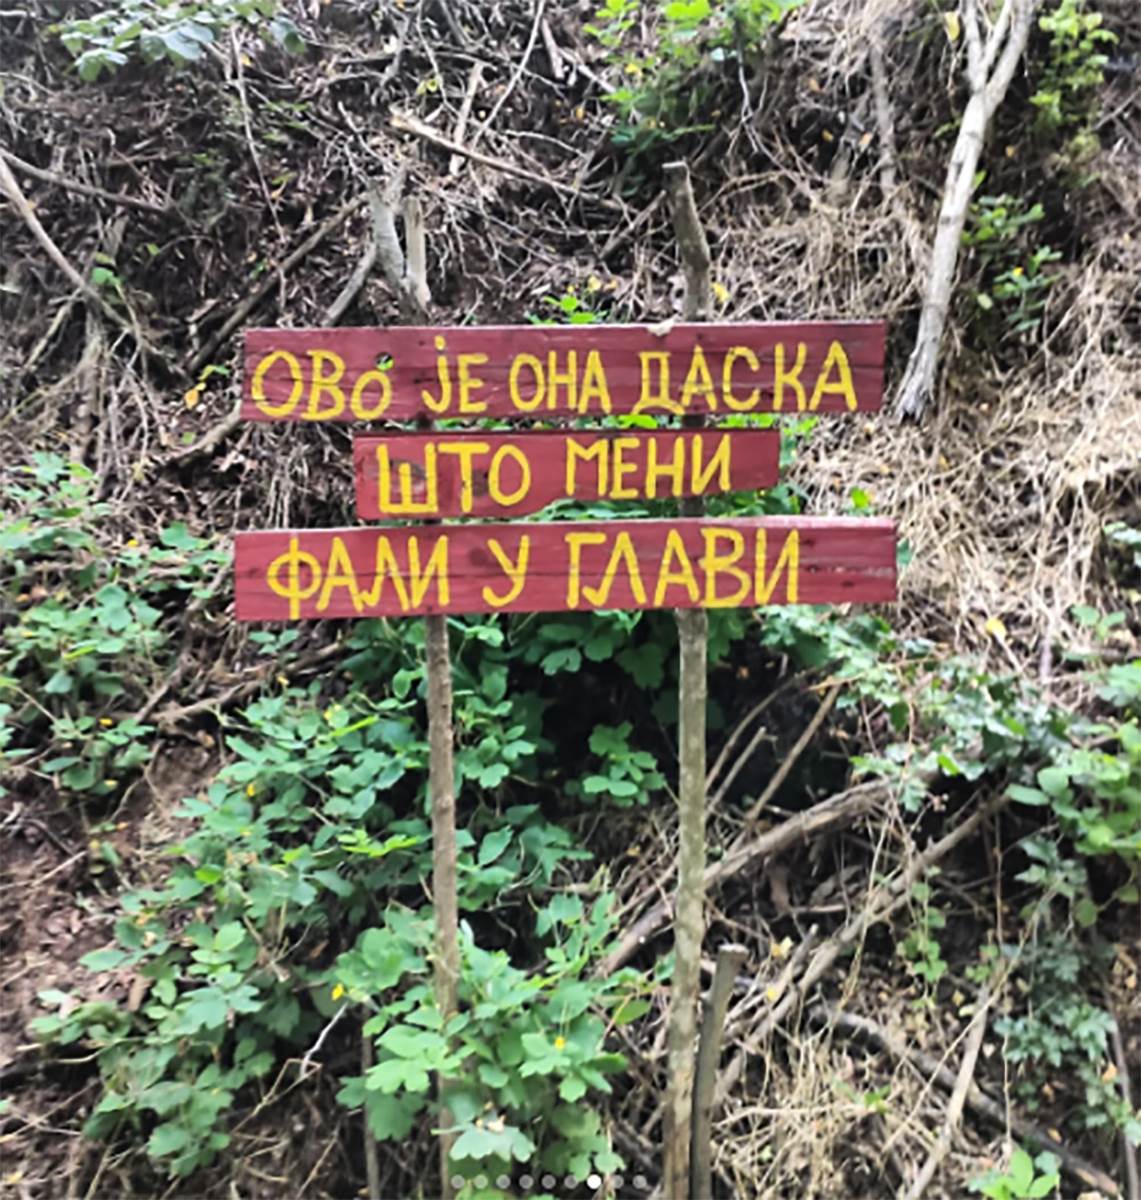 ОВО ЈЕ ОНА ДАСКА
ШТО МЕНИ
ФАЛИ У ГЛАВИ